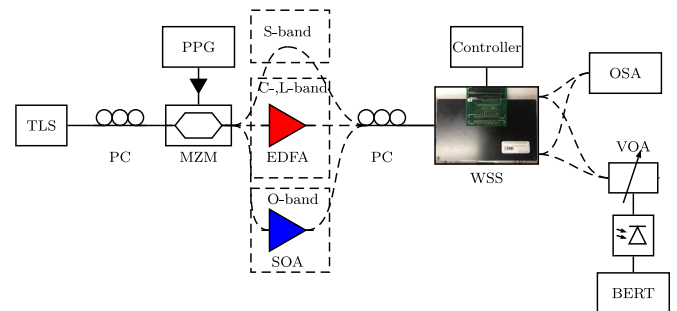 S-band
PPG
Controller
C-,L-band
OSA
TLS
PC
MZM
EDFA
PC
WSS
VOA
O-band
SOA
BERT